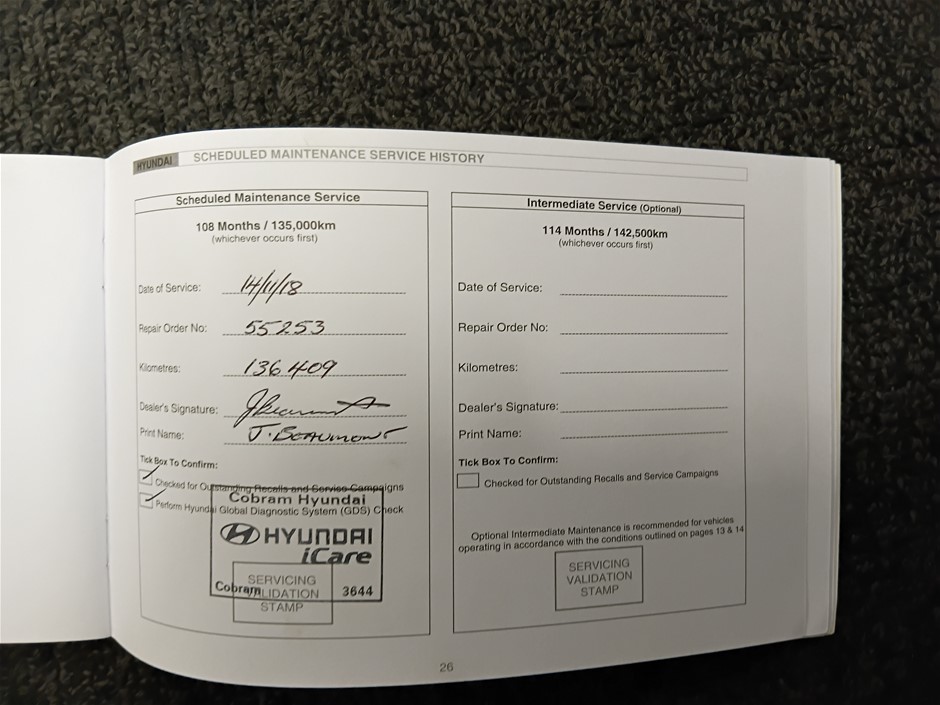 HYUNDAI SCHEDULED MAINTENANCE SERVICE HISTORY
Scheduled Maintenance Service
108 Months / 135,000km
(whichever occurs first)
Date of Service: 14/11/18
Repair Order No: 55253
Kilometres: 136409
Dealer's Signature:
Print Name: J. BEAUMONT
Tick Box To Confirm:
Checked for Outstanding Recalls and Service Campaigns
Perform Hyundai Global Diagnostic System (GDS) Check
Cobram Hyundai
HYUNDAI
iCare
Cobram 3644
SERVICING
VALIDATION
STAMP
Intermediate Service (Optional)
114 Months / 142,500km
(whichever occurs first)
Date of Service:
Repair Order No:
Kilometres:
Dealer's Signature:
Print Name:
Tick Box To Confirm:
Checked for Outstanding Recalls and Service Campaigns
Optional Intermediate Maintenance is recommended for vehicles
operating in accordance with the conditions outlined on pages 13 & 14
SERVICING
VALIDATION
STAMP
26